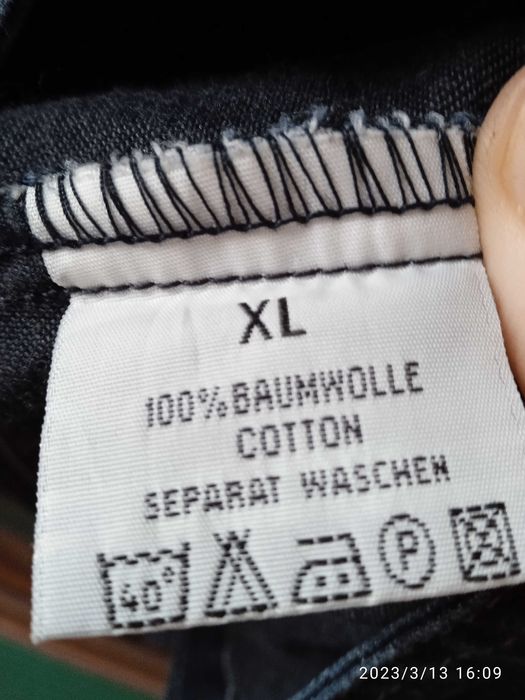 XL
100% BAUMWOLLE
COTTON
SEPARAT WASCHEN
40° P
2023/3/13 16:09